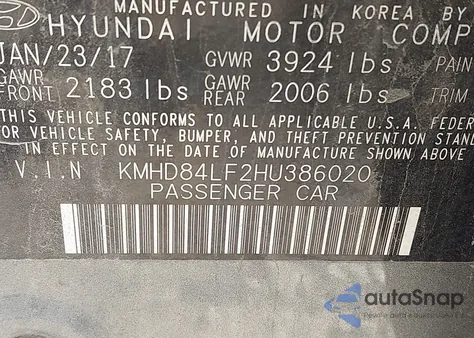 MANUFACTURED IN KOREA BY
HYUNDAI MOTOR COMP
JAN/23/17 GVWR 3924 lbs PAIN
GAWR FRONT 2183 lbs GAWR REAR 2006 lbs TRIM
THIS VEHICLE CONFORMS TO ALL APPLICABLE U.S.A. FEDER
OR VEHICLE SAFETY, BUMPER, AND THEFT PREVENTION STAND
IN EFFECT ON THE DATE OF MANUFACTURE SHOWN ABOVE
V.I.N KMHD84LF2HU386020
PASSENGER CAR
autoSnap